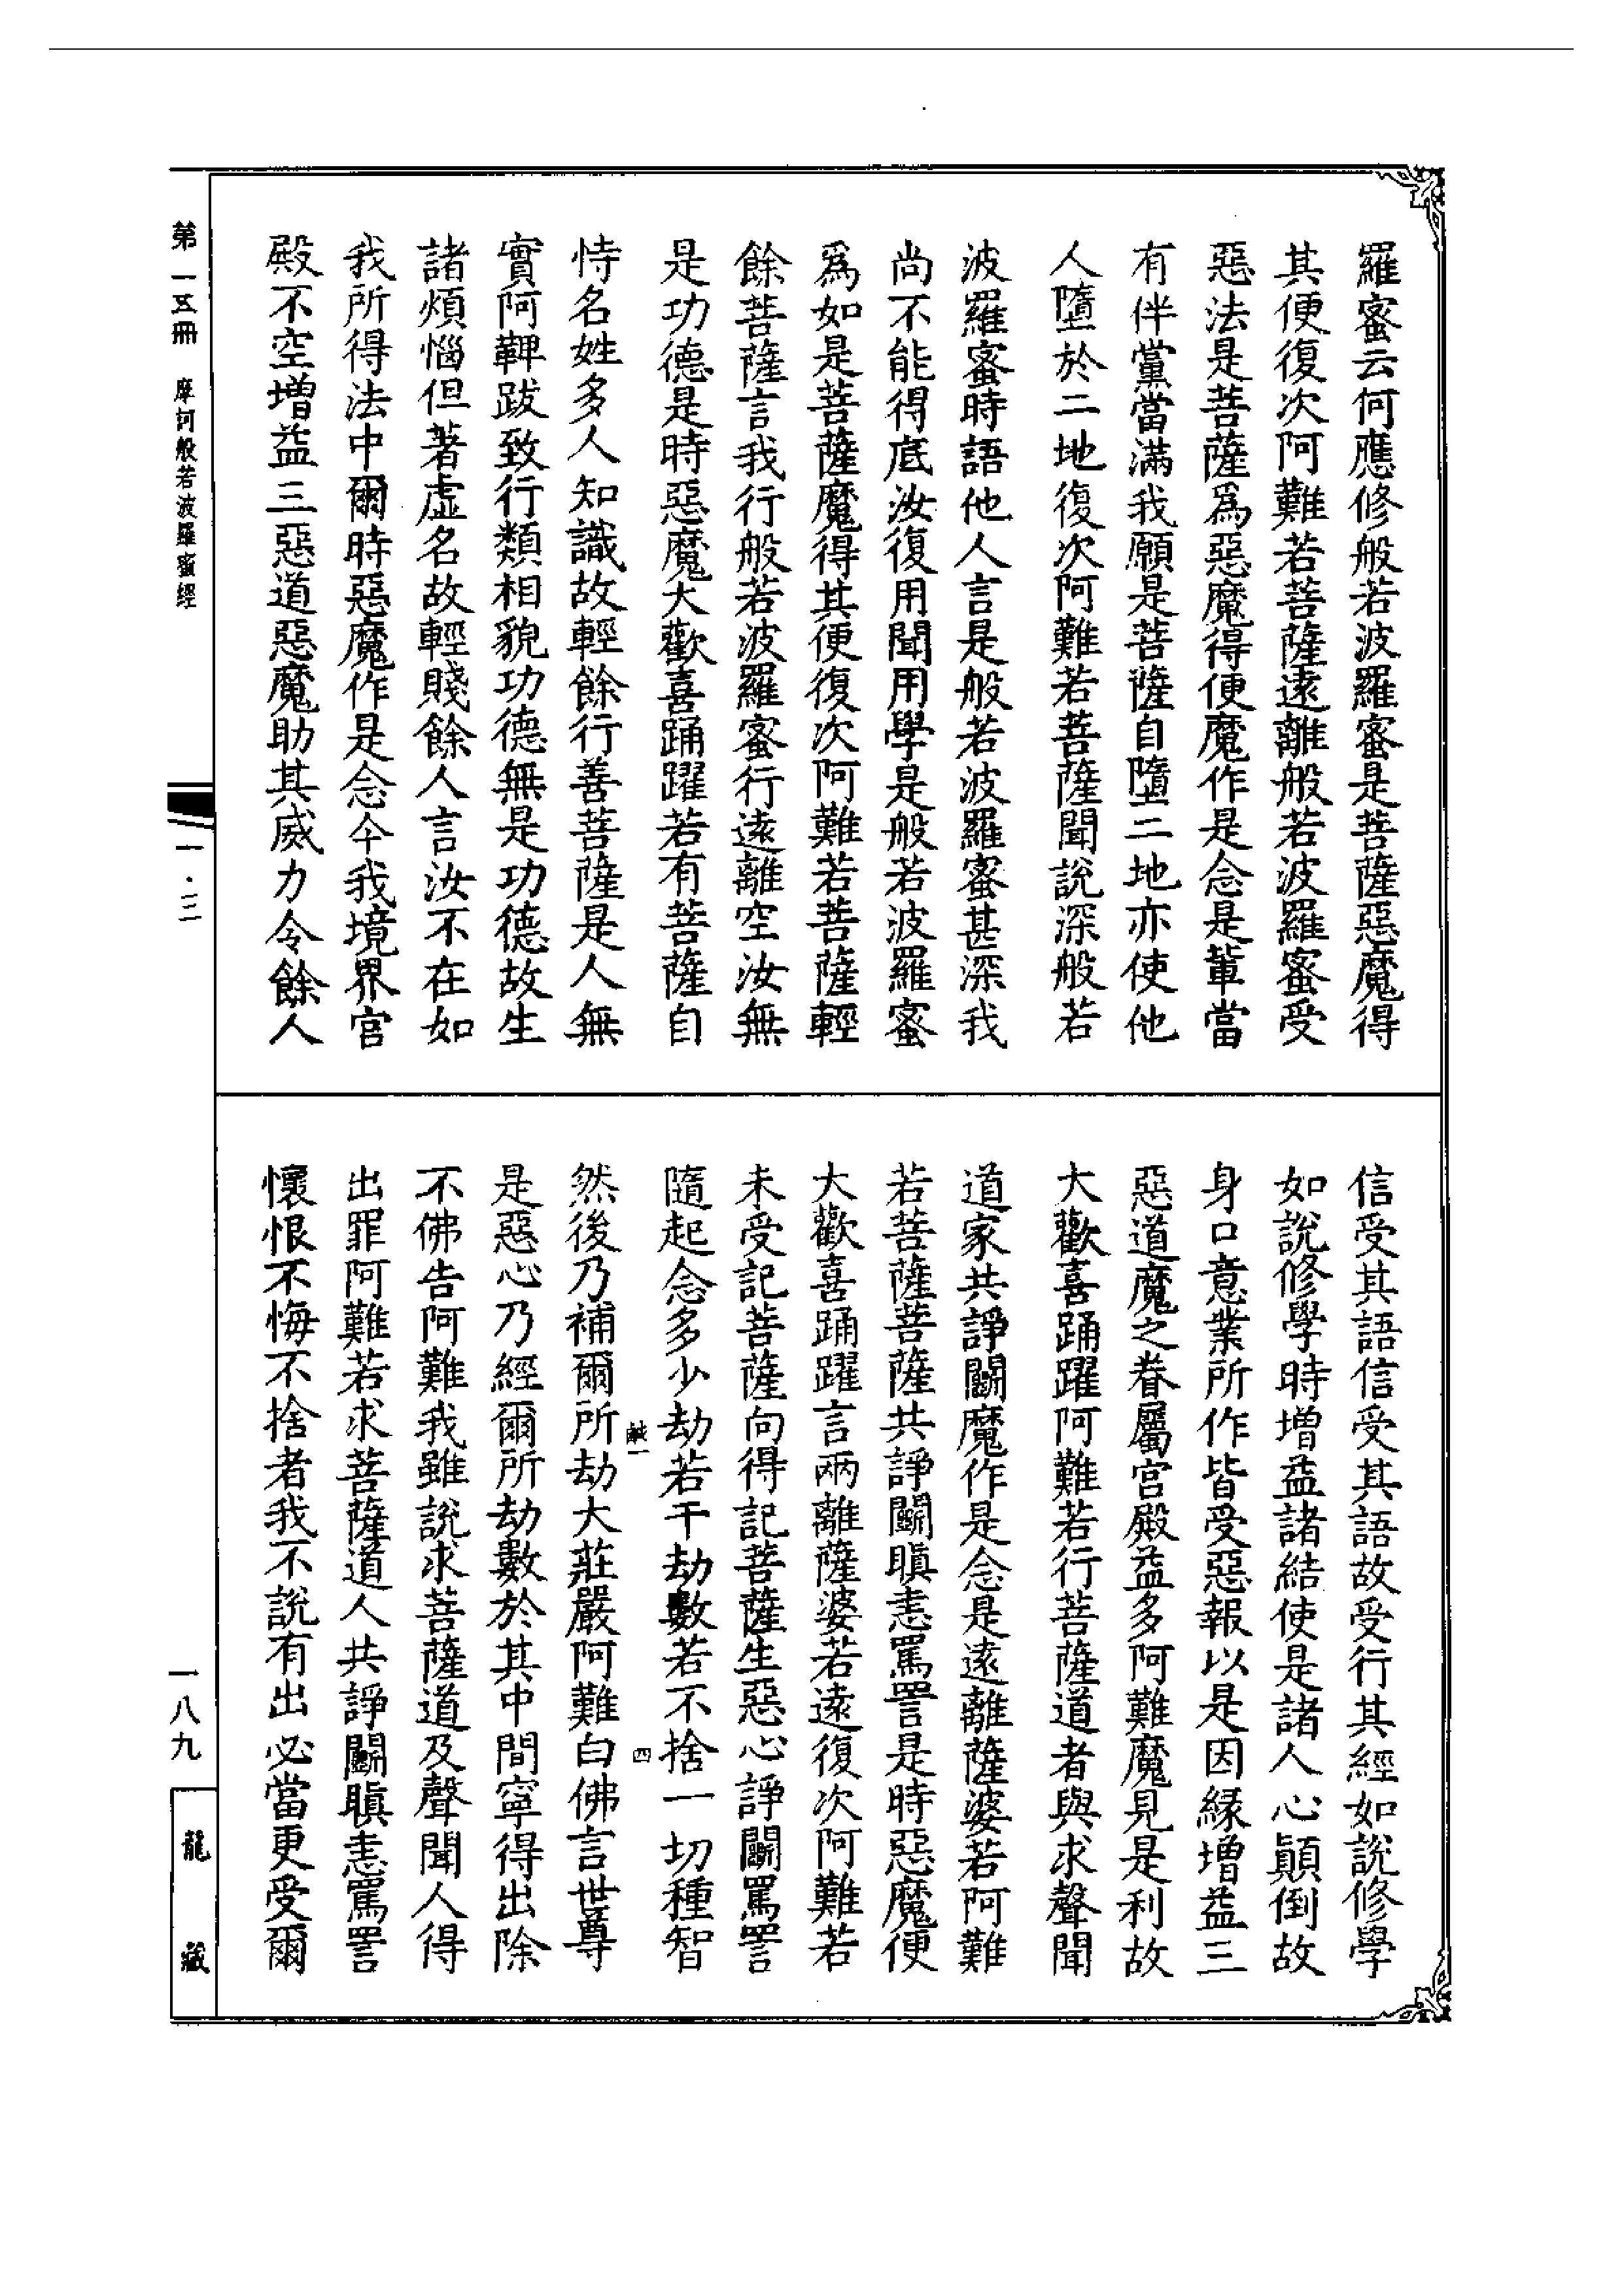 羅蜜云何應修般若波羅蜜是菩薩惡魔得
其便復次阿難若菩薩遠離般若波羅蜜受
惡法是菩薩爲惡魔得便魔作是念是輩當
有伴黨當滿我願是菩薩自墮二地亦使他
人墮於二地復次阿難若菩薩聞說深般若
波羅蜜時語他人言是般若波羅蜜甚深我
尚不能得底汝復用聞用學是般若波羅蜜
爲如是菩薩魔得其便復次阿難若菩薩輕
餘菩薩言我行般若波羅蜜行遠離空汝無
是功德是時惡魔大歡喜踊躍若有菩薩自
恃名姓多人知識故輕餘行善菩薩是人無
實阿鞞跋致行類相貌功德無是功德故生
諸煩惱但著虛名故輕賤餘人言汝不在如
我所得法中爾時惡魔作是念今我境界宮
殿不空增益三惡道惡魔助其威力令餘人
信受其語信受其語故受行其經如說修學
如說修學時增益諸結使是諸人心顛倒故
身口意業所作皆受惡報以是因緣增益三
惡道魔之眷屬宮殿益多阿難魔見是利故
大歡喜踊躍阿難若行菩薩道者與求聲聞
道家共諍鬬魔作是念是遠離薩婆若阿難
若菩薩菩薩共諍鬬瞋恚罵詈是時惡魔便
大歡喜踊躍言兩離薩婆若遠復次阿難若
未受記菩薩向得記菩薩生惡心諍鬬罵詈
隨起念多少劫若干劫數若不捨一切種智
鹹一
四
然後乃補爾所劫大莊嚴阿難白佛言世尊
是惡心乃經爾所劫數於其中間寧得出除
不佛告阿難我雖說求菩薩道及聲聞人得
出罪阿難若求菩薩道人共諍鬬瞋恚罵詈
懷恨不悔不捨者我不說有出必當更受爾
第一五冊 摩訶般若波羅蜜經
一·二
一八九
龍藏